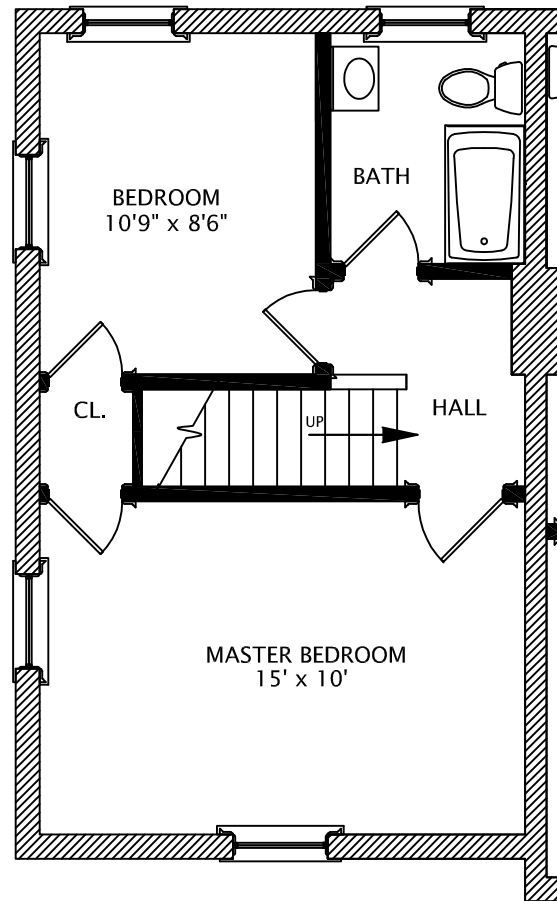 BEDROOM
10'9" x 8'6"
BATH
CL.
UP
HALL
MASTER BEDROOM
15' x 10'